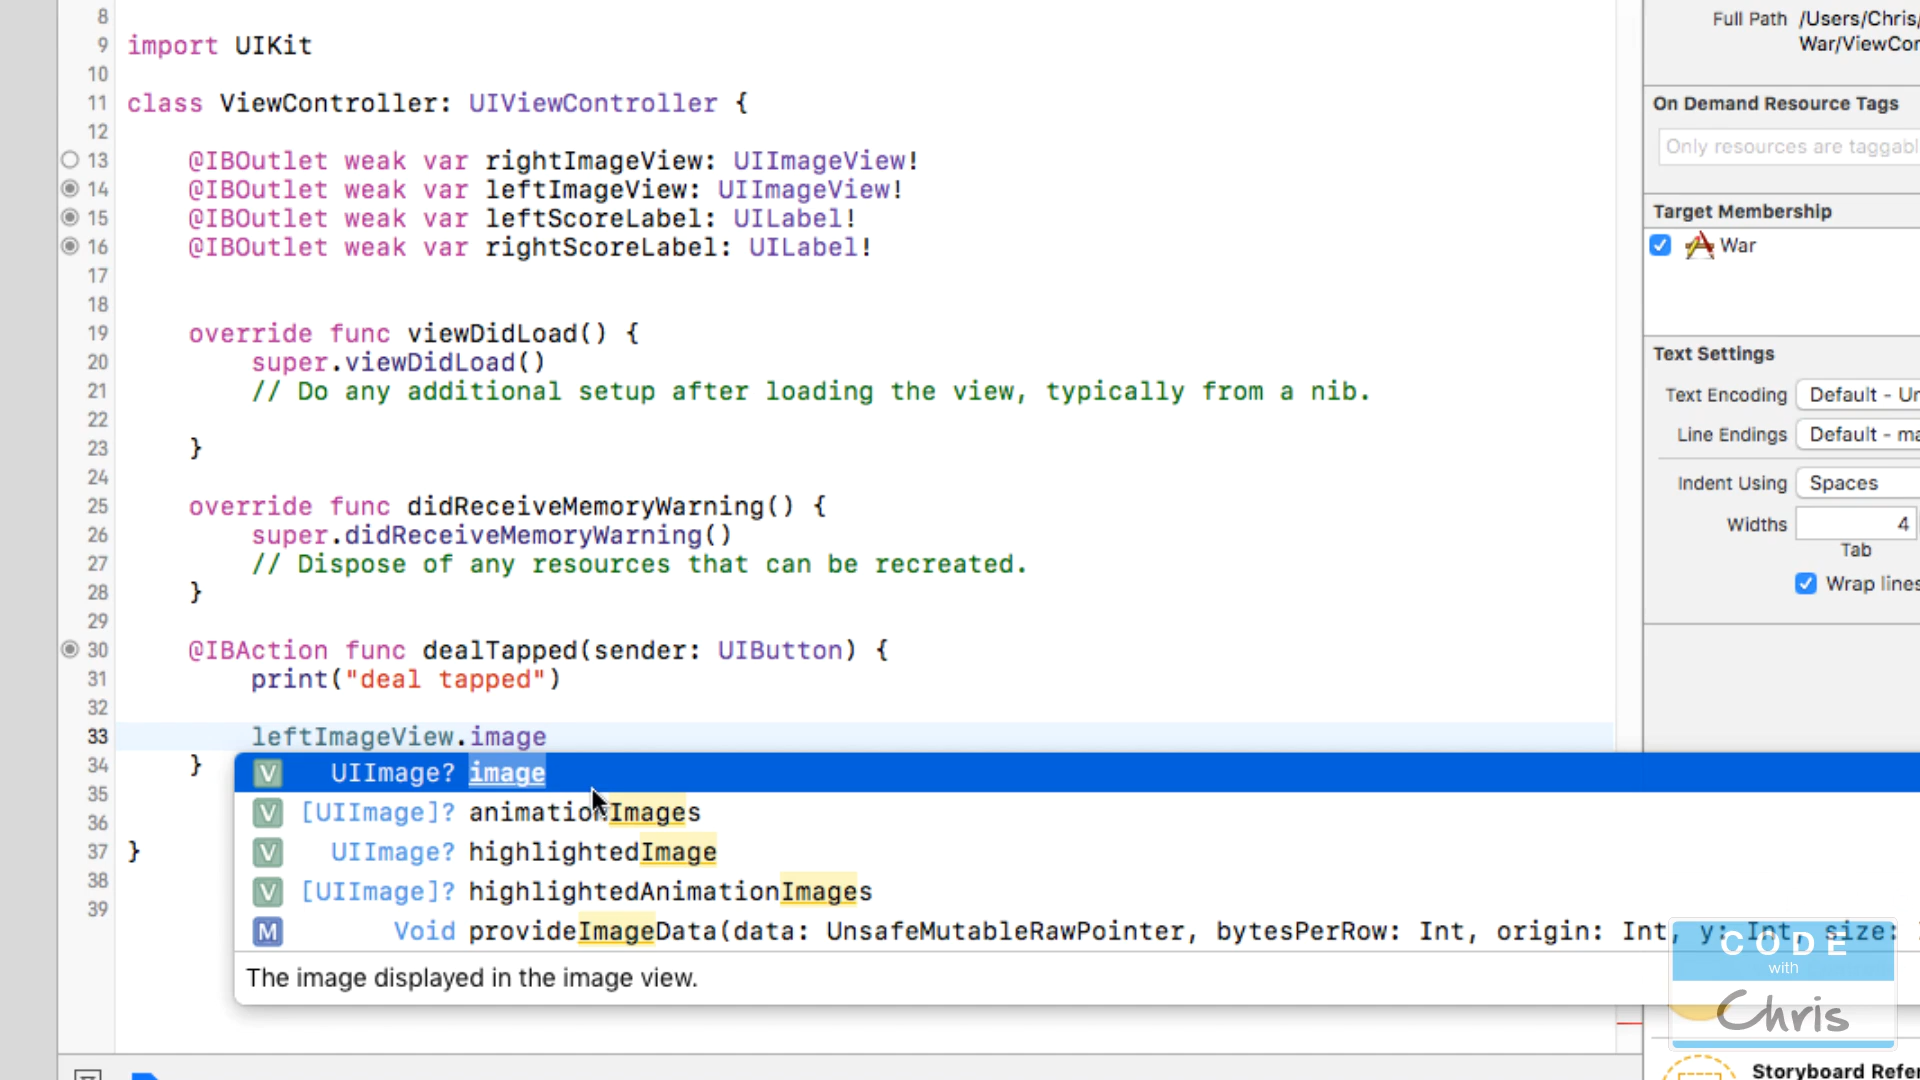 8
9 import UIKit
10
11 class ViewController: UIViewController {
12
13 @IBOutlet weak var rightImageView: UIImageView!
14 @IBOutlet weak var leftImageView: UIImageView!
15 @IBOutlet weak var leftScoreLabel: UILabel!
16 @IBOutlet weak var rightScoreLabel: UILabel!
17
18
19 override func viewDidLoad() {
20 super.viewDidLoad()
21 // Do any additional setup after loading the view, typically from a nib.
22
23 }
24
25 override func didReceiveMemoryWarning() {
26 super.didReceiveMemoryWarning()
27 // Dispose of any resources that can be recreated.
28 }
29
30 @IBAction func dealTapped(sender: UIButton) {
31 print("deal tapped")
32
33 leftImageView.image
34 }
35
36
37 }
38
39
V UIImage? image
V [UIImage]? animationImages
V UIImage? highlightedImage
V [UIImage]? highlightedAnimationImages
M Void provideImageData(data: UnsafeMutableRawPointer, bytesPerRow: Int, origin: Int, y: Int, size:
The image displayed in the image view.
Full Path /Users/Chris/
War/ViewCor
On Demand Resource Tags
Only resources are taggabl
Target Membership
War
Text Settings
Text Encoding Default - Un
Line Endings Default - ma
Indent Using Spaces
Widths 4
Tab
Wrap lines
CODE
with
Chris
Storyboard Refer